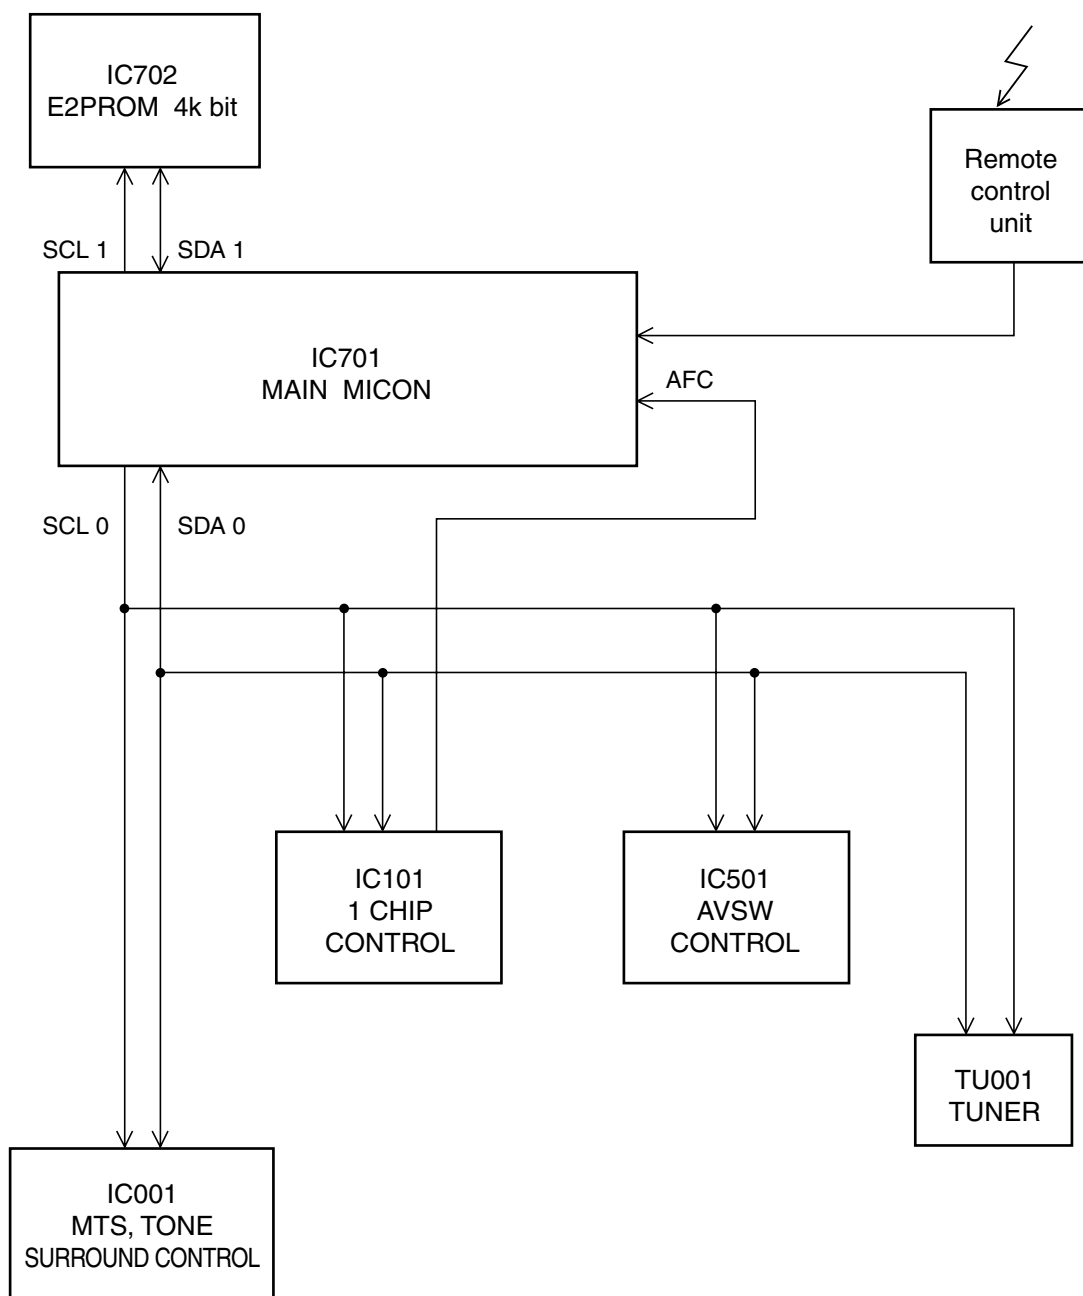 IC702
E2PROM 4k bit
Remote
control
unit
SCL 1
SDA 1
IC701
MAIN MICON
AFC
SCL 0
SDA 0
IC101
1 CHIP
CONTROL
IC501
AVSW
CONTROL
TU001
TUNER
IC001
MTS, TONE
SURROUND CONTROL